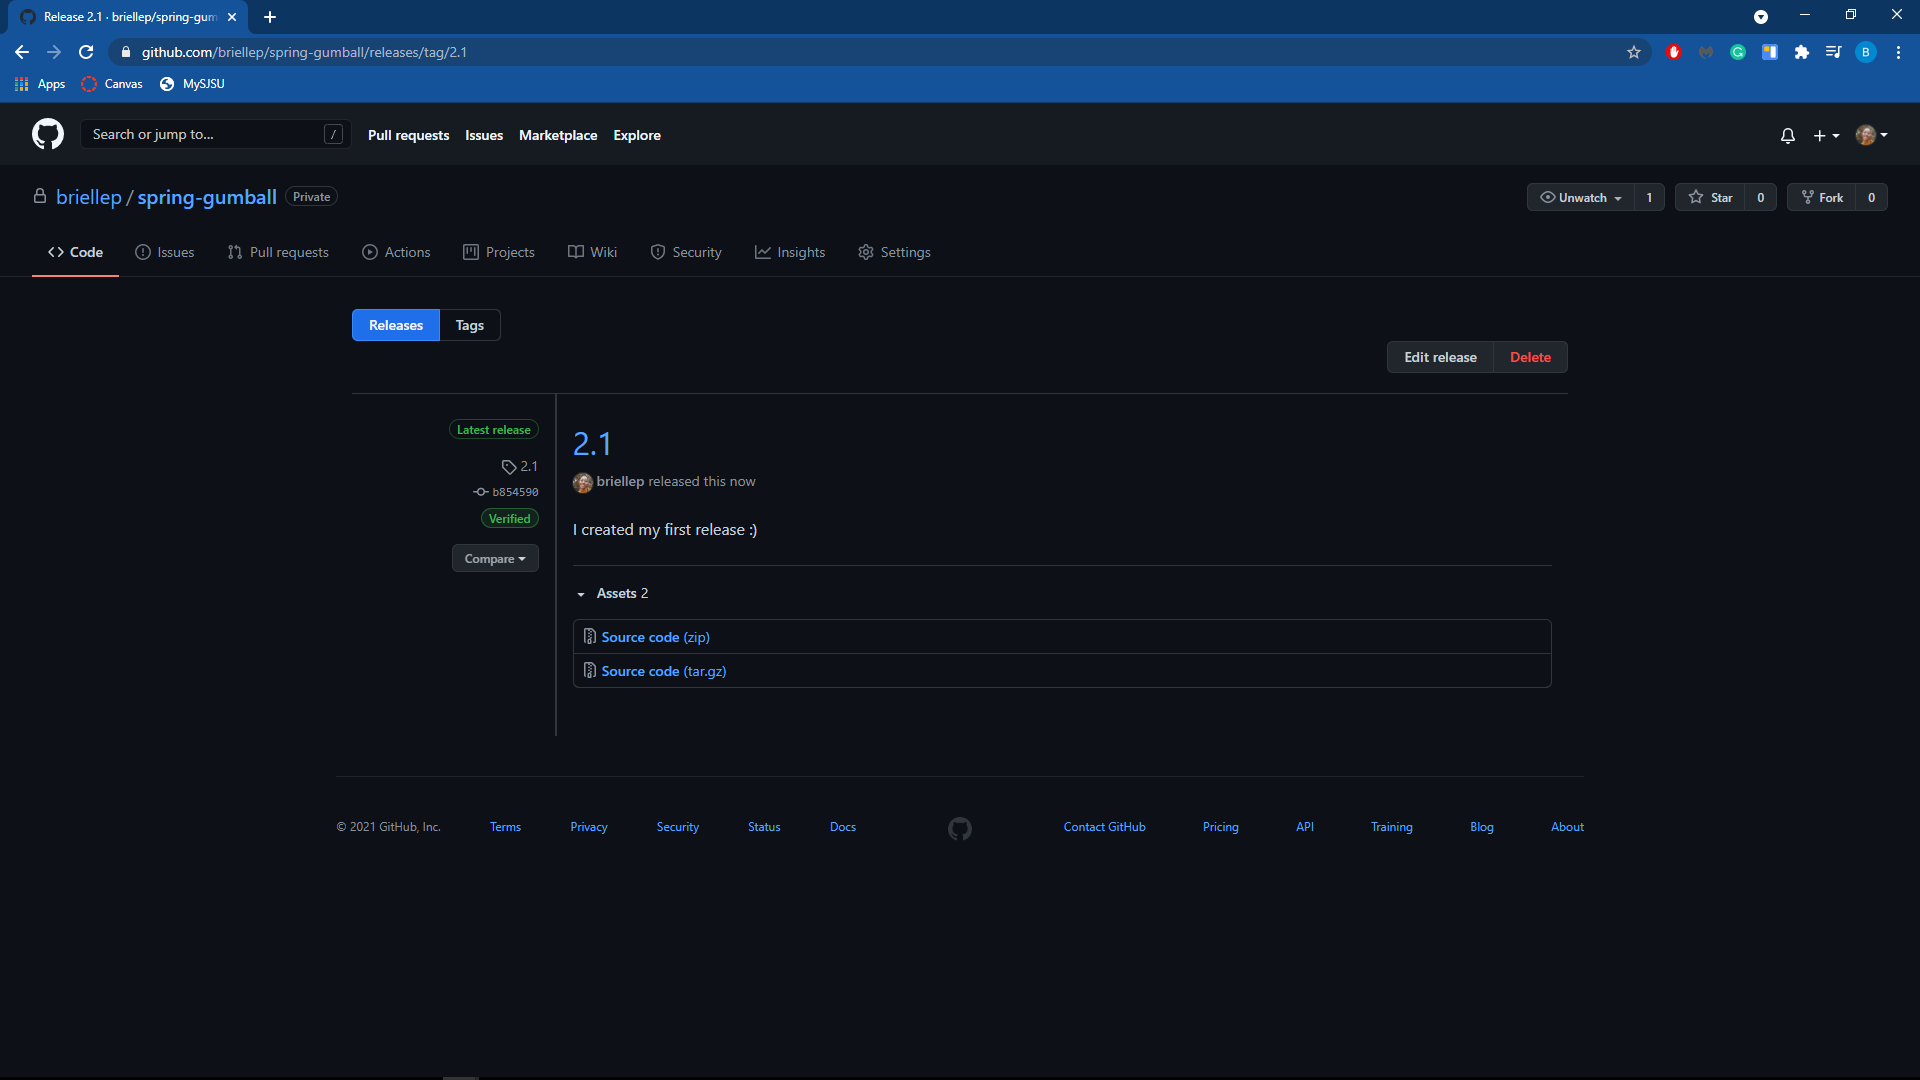 Release 2.1 · briellep/spring-gum
github.com/briellep/spring-gumball/releases/tag/2.1
B
Apps Canvas MySJSU
Search or jump to... / Pull requests Issues Marketplace Explore
briellep / spring-gumball Private Unwatch 1 Star 0 Fork 0
Code Issues Pull requests Actions Projects Wiki Security Insights Settings
Releases Tags
Edit release Delete
Latest release
2.1
b854590
Verified
Compare
2.1
briellep released this now
I created my first release :)
Assets 2
Source code (zip)
Source code (tar.gz)
© 2021 GitHub, Inc. Terms Privacy Security Status Docs Contact GitHub Pricing API Training Blog About